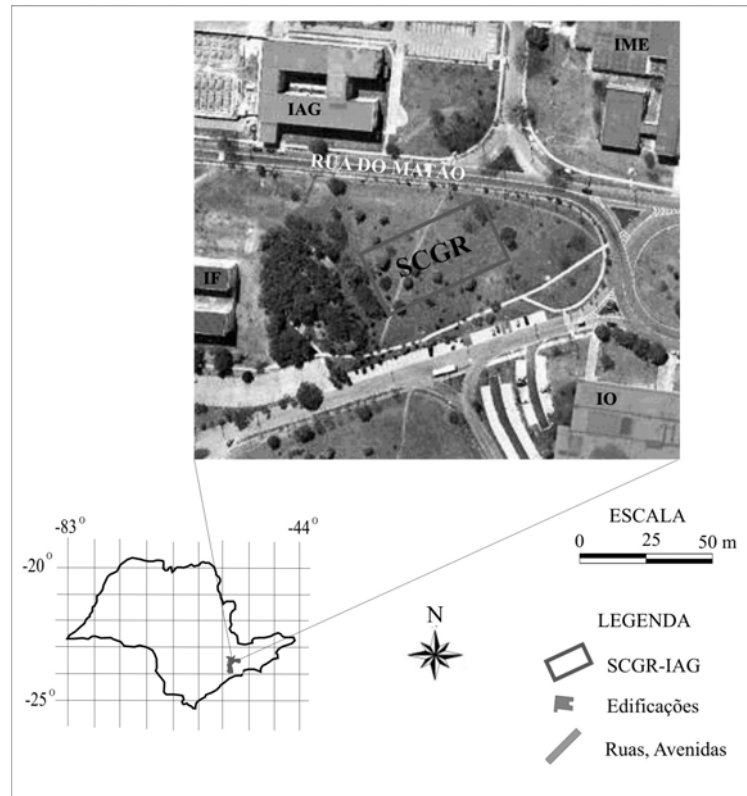 IME
IAG
RUA DO MATÃO
SCGR
IF
IO
-83° -44°
-20°
-25°
ESCALA
0 25 50 m
N
LEGENDA
SCGR-IAG
Edificações
Ruas, Avenidas